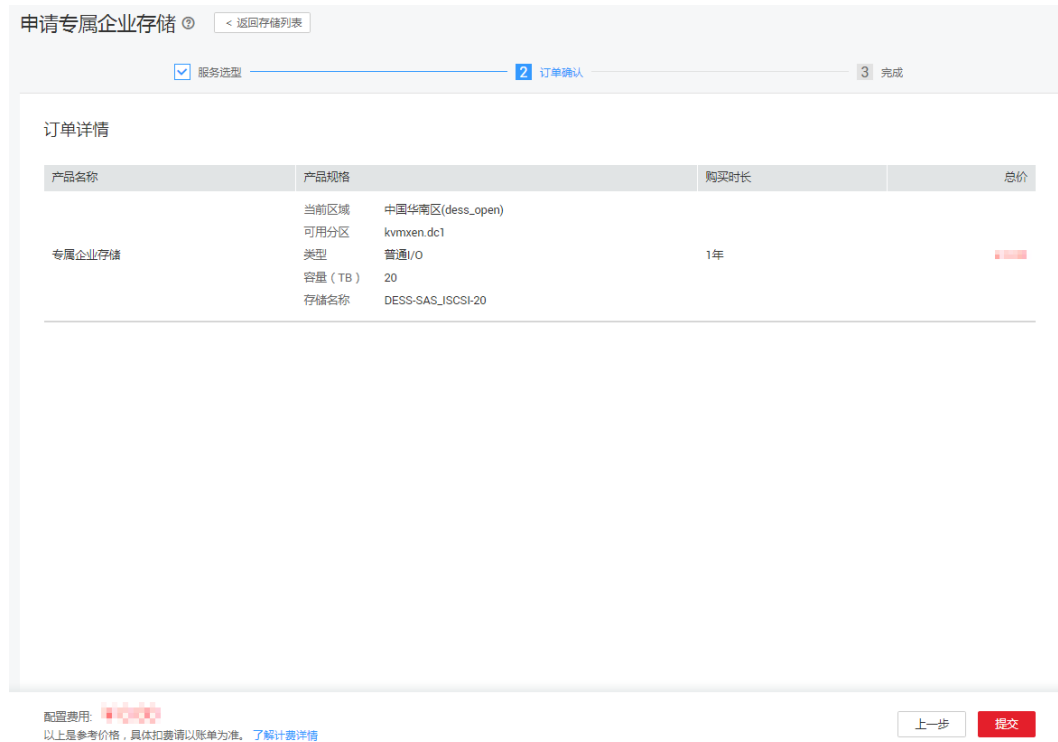 申请专属企业存储 ? < 返回存储列表
服务选型 2 订单确认 3 完成
订单详情
产品名称 产品规格 购买时长 总价
当前区域 中国华南区(dess_open)
可用分区 kvmxen.dc1
专属企业存储 类型 普通I/O 1年
容量（TB） 20
存储名称 DESS-SAS_ISCSI-20
配置费用:
以上是参考价格，具体扣费请以账单为准。 了解计费详情
上一步 提交